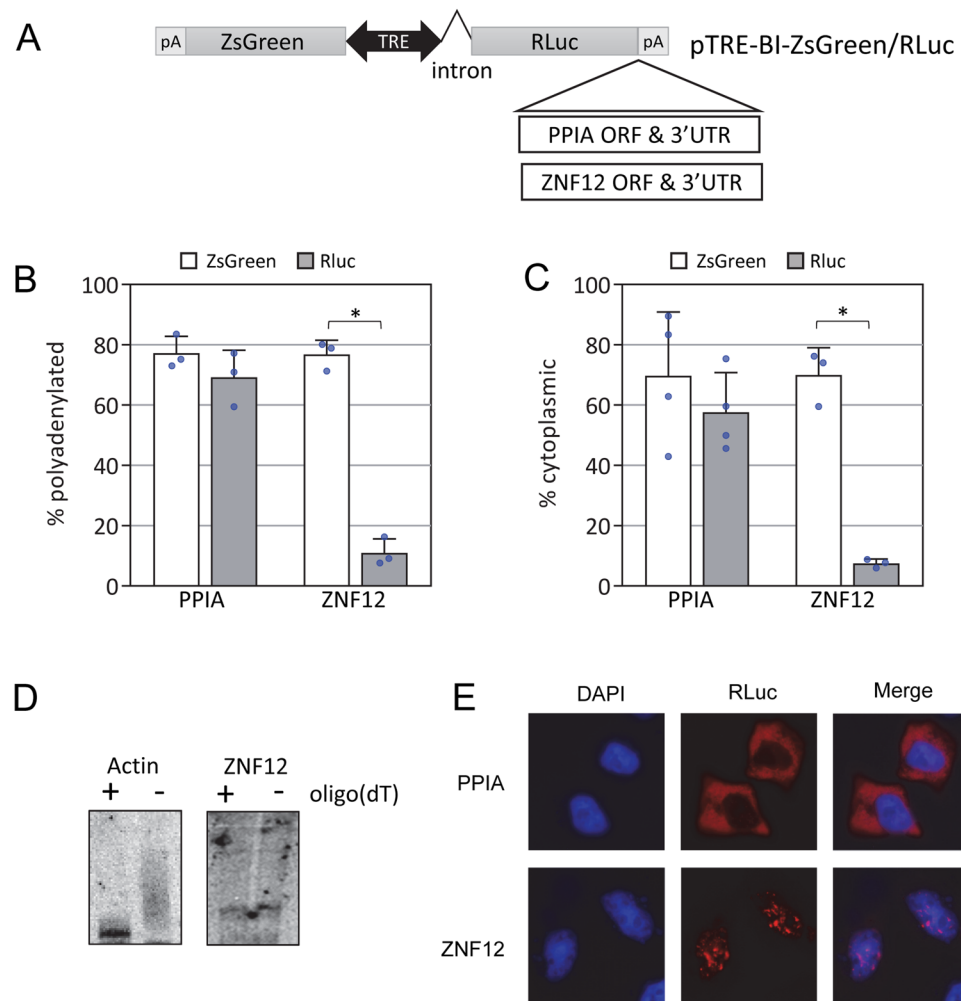 A
pA ZsGreen TRE RLuc pA pTRE-BI-ZsGreen/RLuc
intron
PPIA ORF & 3'UTR
ZNF12 ORF & 3'UTR
B
ZsGreen Rluc
% polyadenylated
100
80
60
40
20
0
*
PPIA ZNF12
C
ZsGreen Rluc
% cytoplasmic
100
80
60
40
20
0
*
PPIA ZNF12
D
Actin ZNF12
+ - + - oligo(dT)
E
DAPI RLuc Merge
PPIA
ZNF12